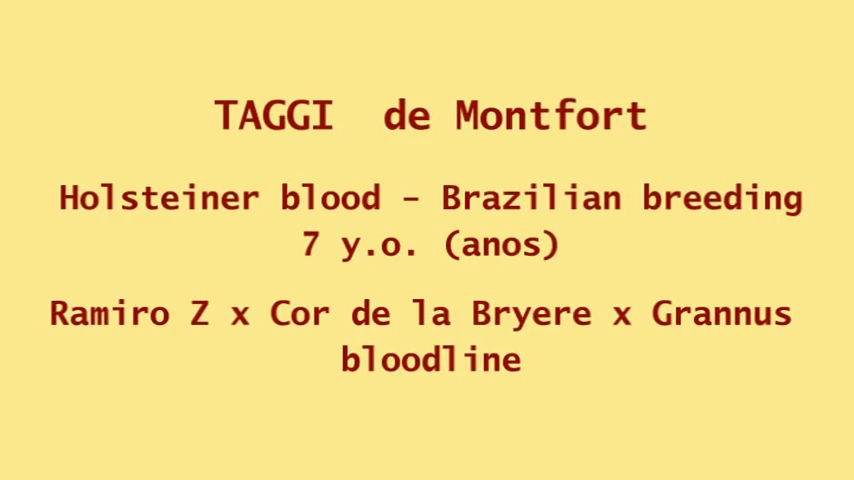 TAGGI de Montfort
Holsteiner blood - Brazilian breeding
7 y.o. (anos)
Ramiro Z x Cor de la Bryere x Grannus
bloodline